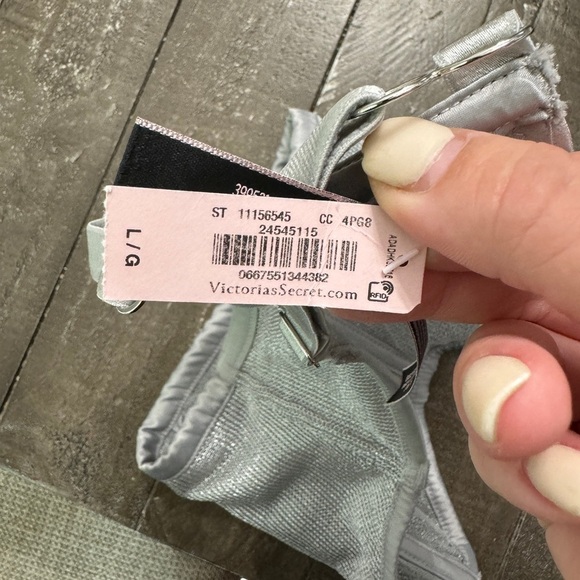 ST 11156545 CC 4PG8
24545115
0667551344382
VictoriasSecret.com
L / G
RFID